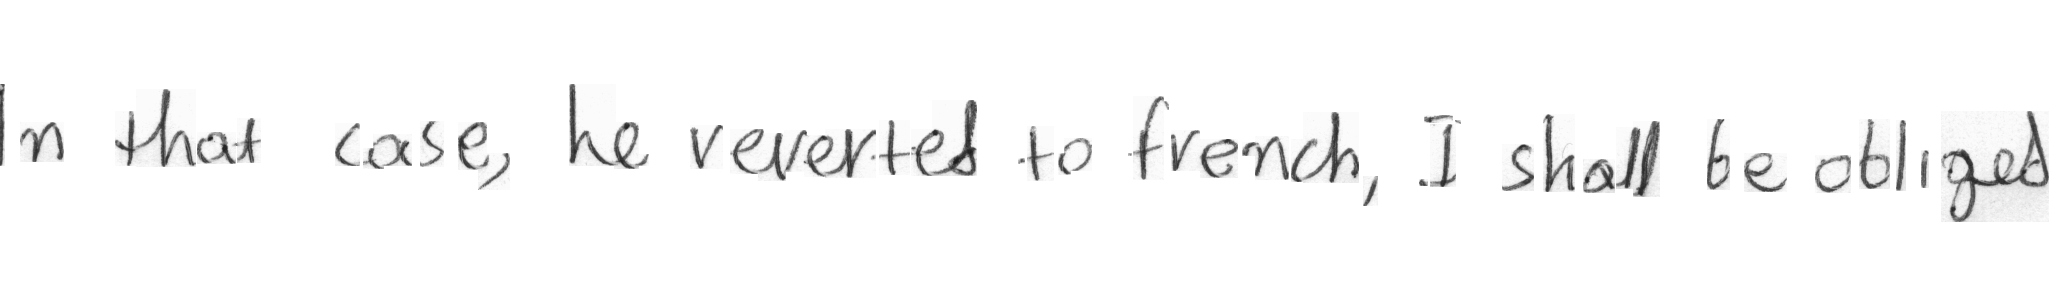 In that case, he reverted to french, I shall be obliged